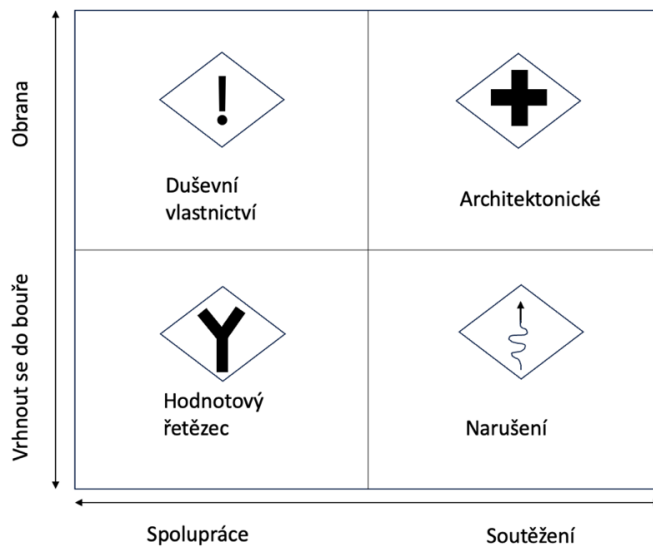 Obrana
!
Duševní
vlastnictví
Architektonické
Vrhnout se do bouře
Hodnotový
řetězec
Narušení
Spolupráce
Soutěžení